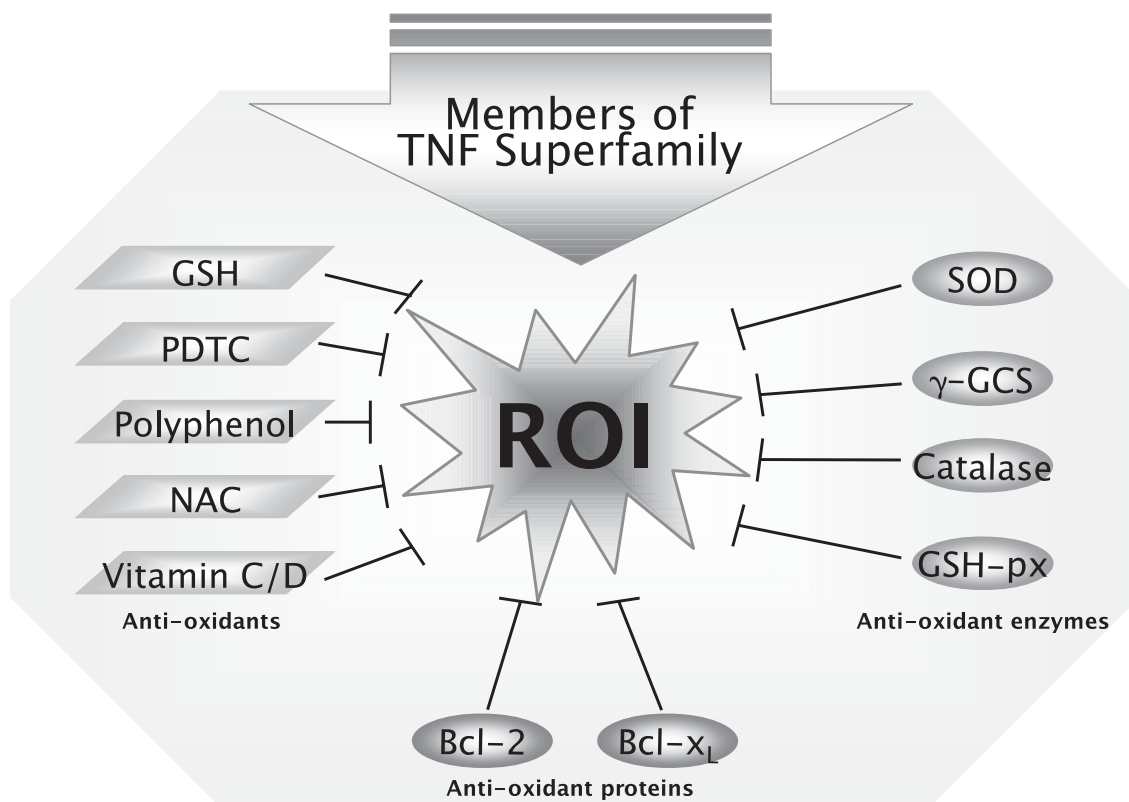 Members of
TNF Superfamily
GSH
PDTC
Polyphenol
NAC
Vitamin C/D
Anti-oxidants
ROI
SOD
γ-GCS
Catalase
GSH-px
Anti-oxidant enzymes
Bcl-2
Bcl-xL
Anti-oxidant proteins